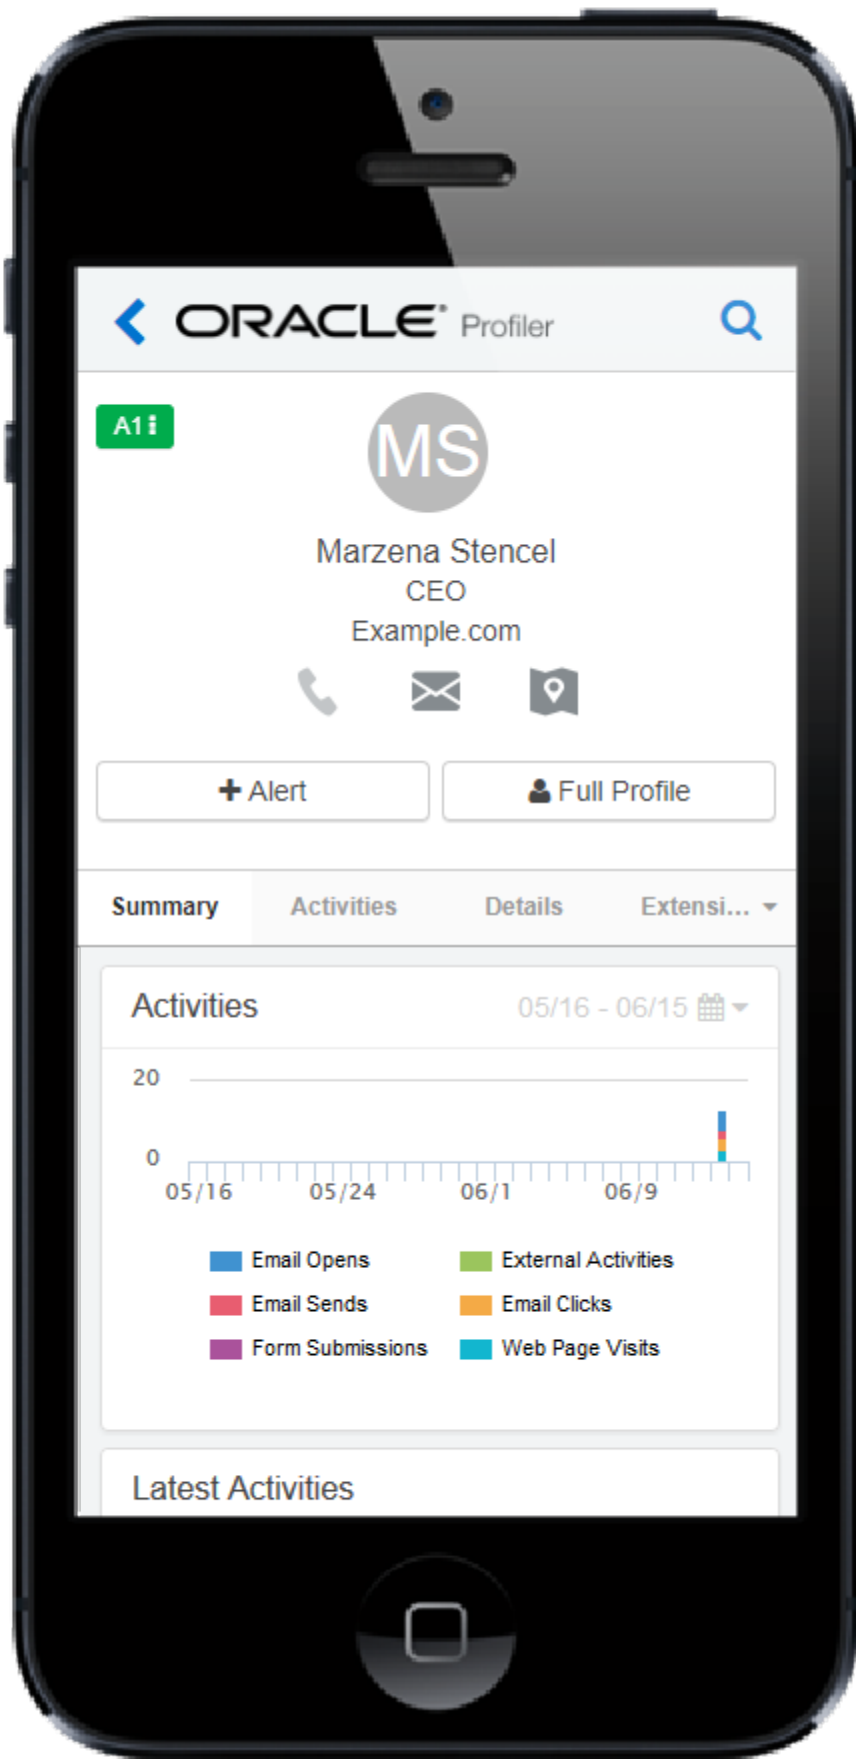 ORACLE® Profiler
A1
MS
Marzena Stencel
CEO
Example.com
Alert
Full Profile
Summary Activities Details Extensi...
Activities 05/16 - 06/15
20
0
05/16 05/24 06/1 06/9
Email Opens External Activities
Email Sends Email Clicks
Form Submissions Web Page Visits
Latest Activities